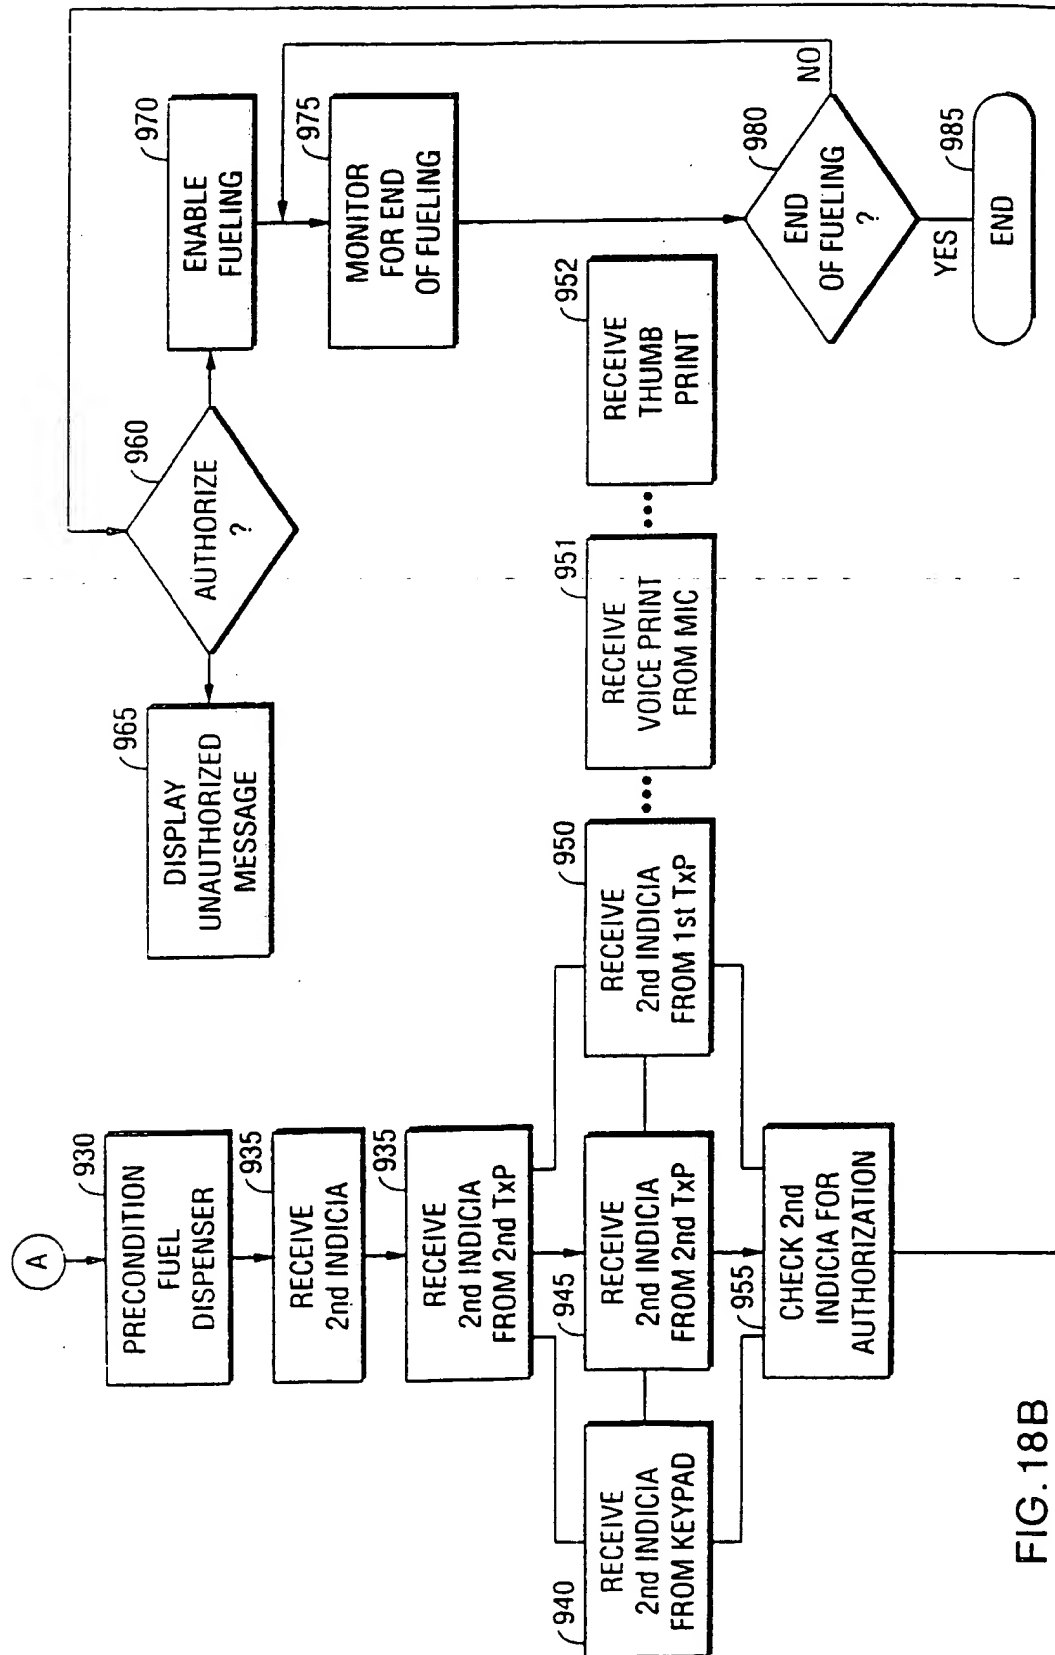 A
930
PRECONDITION
FUEL
DISPENSER
935
RECEIVE
2nd INDICIA
935
RECEIVE
2nd INDICIA
FROM 2nd TxP
940
RECEIVE
2nd INDICIA
FROM KEYPAD
945
RECEIVE
2nd INDICIA
FROM 2nd TxP
950
RECEIVE
2nd INDICIA
FROM 1st TxP
•••
951
RECEIVE
VOICE PRINT
FROM MIC
•••
952
RECEIVE
THUMB
PRINT
955
CHECK 2nd
INDICIA FOR
AUTHORIZATION
960
AUTHORIZE
?
965
DISPLAY
UNAUTHORIZED
MESSAGE
970
ENABLE
FUELING
975
MONITOR
FOR END
OF FUELING
980
END
OF FUELING
?
NO
YES
985
END
FIG. 18B